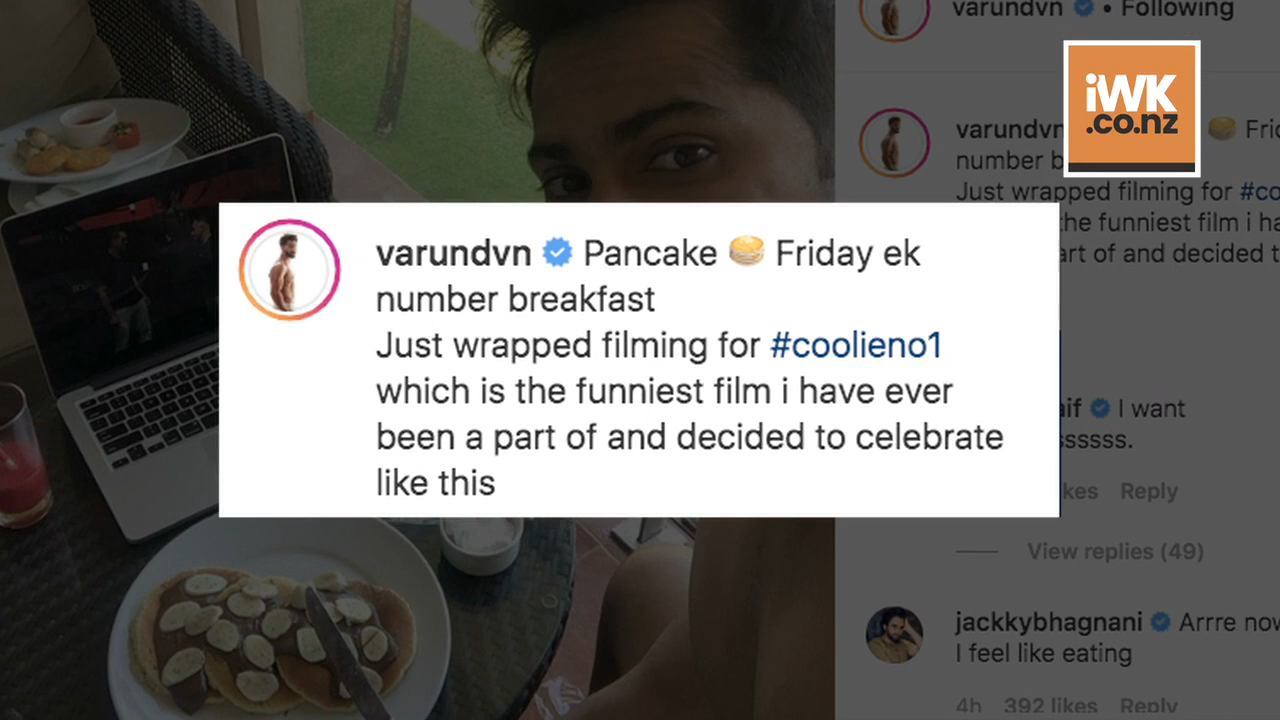 varundvn • Following
iWK
.co.nz
varundvn
number b
Just wrapped filming for #co
the funniest film i ha
art of and decided t
varundvn Pancake 🥞 Friday ek
number breakfast
Just wrapped filming for #coolieno1
which is the funniest film i have ever
been a part of and decided to celebrate
like this
aif I want
ssssss.
kes Reply
View replies (49)
jackkybhagnani Arrre now
I feel like eating
4h 392 likes Reply